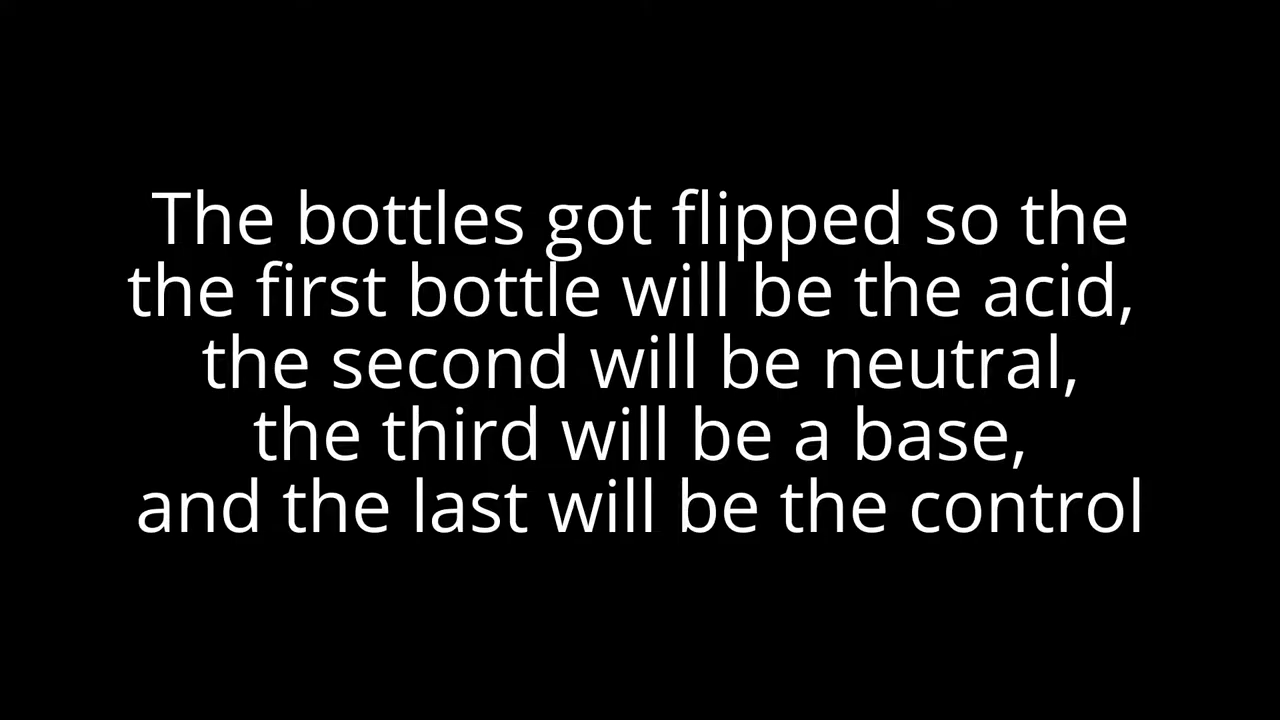 The bottles got flipped so the
the first bottle will be the acid,
the second will be neutral,
the third will be a base,
and the last will be the control